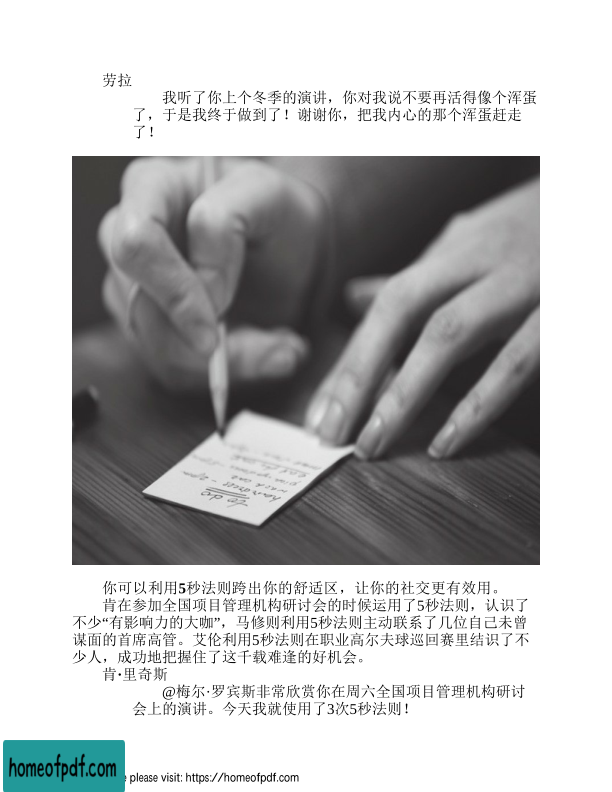 劳拉
我听了你上个冬季的演讲，你对我说不要再活得像个浑蛋
了，于是我终于做到了！谢谢你，把我内心的那个浑蛋赶走
了！
to do
你可以利用5秒法则跨出你的舒适区，让你的社交更有效用。
肯在参加全国项目管理机构研讨会的时候运用了5秒法则，认识了
不少“有影响力的大咖”，马修则利用5秒法则主动联系了几位自己未曾
谋面的首席高管。艾伦利用5秒法则在职业高尔夫球巡回赛里结识了不
少人，成功地把握住了这千载难逢的好机会。
肯·里奇斯
@梅尔·罗宾斯非常欣赏你在周六全国项目管理机构研讨
会上的演讲。今天我就使用了3次5秒法则！
homeofpdf.com
please visit: https://homeofpdf.com